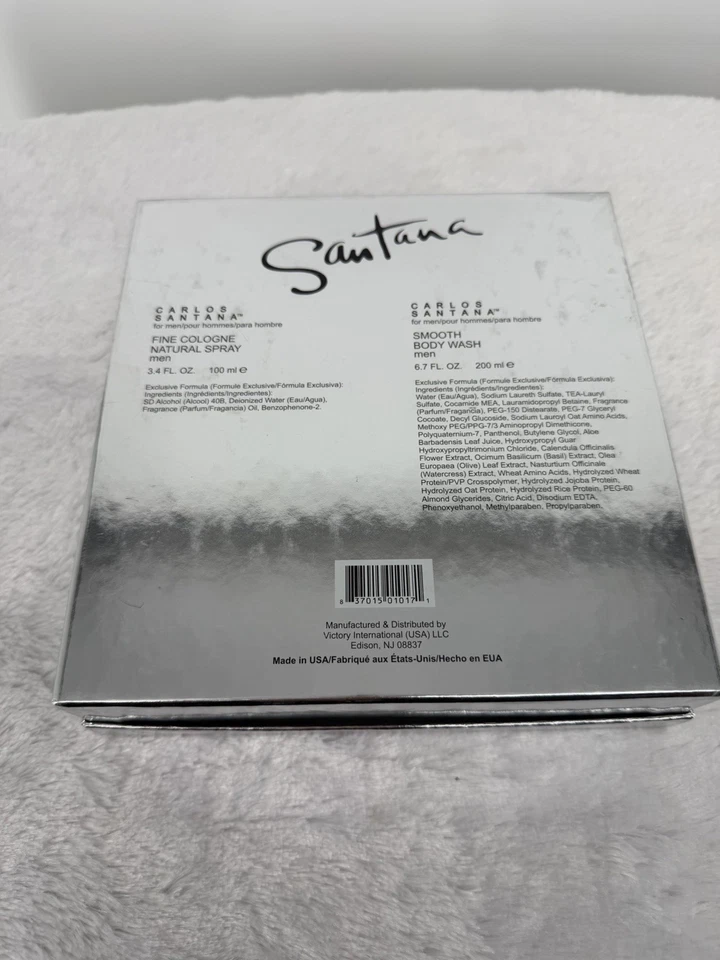 Santana
CARLOS
SANTANA™
for men/pour hommes/para hombre
FINE COLOGNE
NATURAL SPRAY
men
3.4 FL. OZ. 100 ml ℮
Exclusive Formula (Formule Exclusive/Fórmula Exclusiva):
Ingredients (Ingrédients/Ingredientes):
SD Alcohol (Alcool) 40B, Deionized Water (Eau/Agua),
Fragrance (Parfum/Fragancia) Oil, Benzophenone-2.
CARLOS
SANTANA™
for men/pour hommes/para hombre
SMOOTH
BODY WASH
men
6.7 FL. OZ. 200 ml ℮
Exclusive Formula (Formule Exclusive/Fórmula Exclusiva):
Ingredients (Ingrédients/Ingredientes):
Water (Eau/Agua), Sodium Laureth Sulfate, TEA-Lauryl
Sulfate, Cocamide MEA, Lauramidopropyl Betaine, Fragrance
(Parfum/Fragancia), PEG-150 Distearate, PEG-7 Glyceryl
Cocoate, Decyl Glucoside, Sodium Lauroyl Oat Amino Acids,
Methoxy PEG/PPG-7/3 Aminopropyl Dimethicone,
Polyquaternium-7, Panthenol, Butylene Glycol, Aloe
Barbadensis Leaf Juice, Hydroxypropyl Guar
Hydroxypropyltrimonium Chloride, Calendula Officinalis
Flower Extract, Ocimum Basilicum (Basil) Extract, Olea
Europaea (Olive) Leaf Extract, Nasturtium Officinale
(Watercress) Extract, Wheat Amino Acids, Hydrolyzed Wheat
Protein/PVP Crosspolymer, Hydrolyzed Jojoba Protein,
Hydrolyzed Oat Protein, Hydrolyzed Rice Protein, PEG-60
Almond Glycerides, Citric Acid, Disodium EDTA,
Phenoxyethanol, Methylparaben, Propylparaben.
8 37015 01017 1
Manufactured & Distributed by
Victory International (USA) LLC
Edison, NJ 08837
Made in USA/Fabriqué aux États-Unis/Hecho en EUA